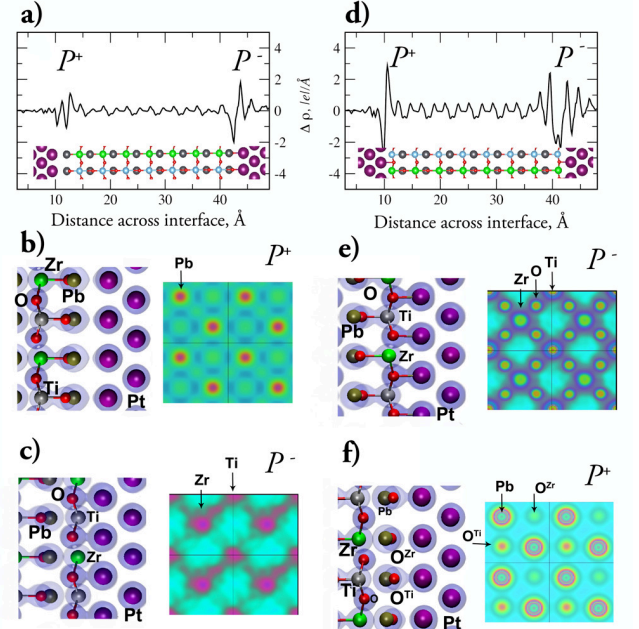 a)
d)
P+
P-
P+
P-
4
2
0
-2
-4
Δ ρ, |e|/Å
4
2
0
-2
-4
10 20 30 40
10 20 30 40
Distance across interface, Å
Distance across interface, Å
b)
P+
e)
P-
Zr
O
Pb
Ti
Pt
Pb
O
Ti
Pb
Zr
Pt
Zr
O
Ti
c)
P-
f)
P+
O
Ti
Pb
Zr
Pt
Zr
Ti
Pb
Zr
OZr
Ti
OTi
O
Pt
Pb
OZr
OTi